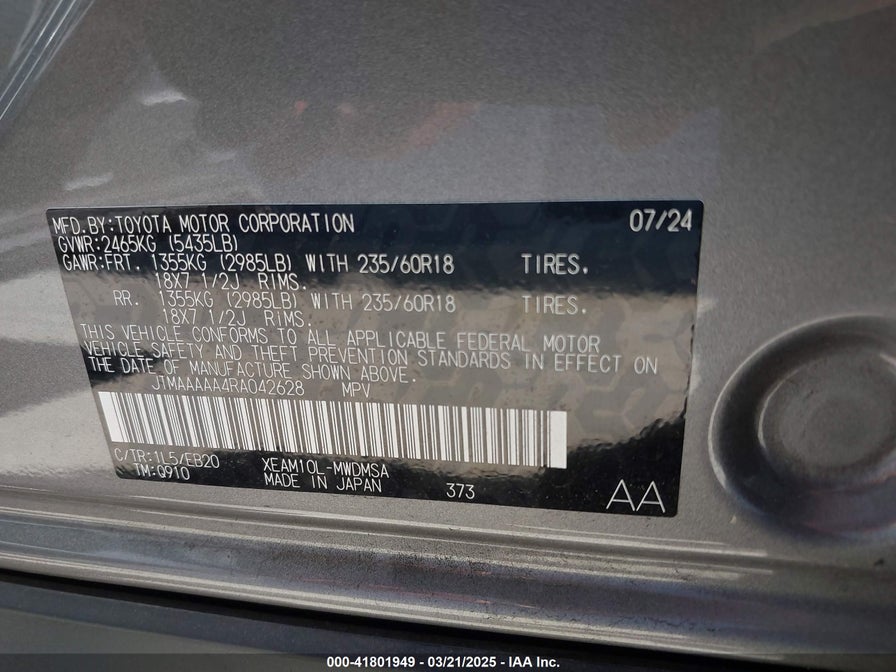 MFD.BY:TOYOTA MOTOR CORPORATION 07/24
GVWR:2465KG (5435LB)
GAWR:FRT. 1355KG (2985LB) WITH 235/60R18 TIRES.
18X7 1/2J RIMS.
RR. 1355KG (2985LB) WITH 235/60R18 TIRES.
18X7 1/2J RIMS.
THIS VEHICLE CONFORMS TO ALL APPLICABLE FEDERAL MOTOR
VEHICLE SAFETY AND THEFT PREVENTION STANDARDS IN EFFECT ON
THE DATE OF MANUFACTURE SHOWN ABOVE.
JTMAAAAA4RA042628 MPV
C/TR:1L5/EB20 XEAM10L-MWDMSA
TM:Q910 MADE IN JAPAN 373 AA
000-41801949 - 03/21/2025 - IAA Inc.